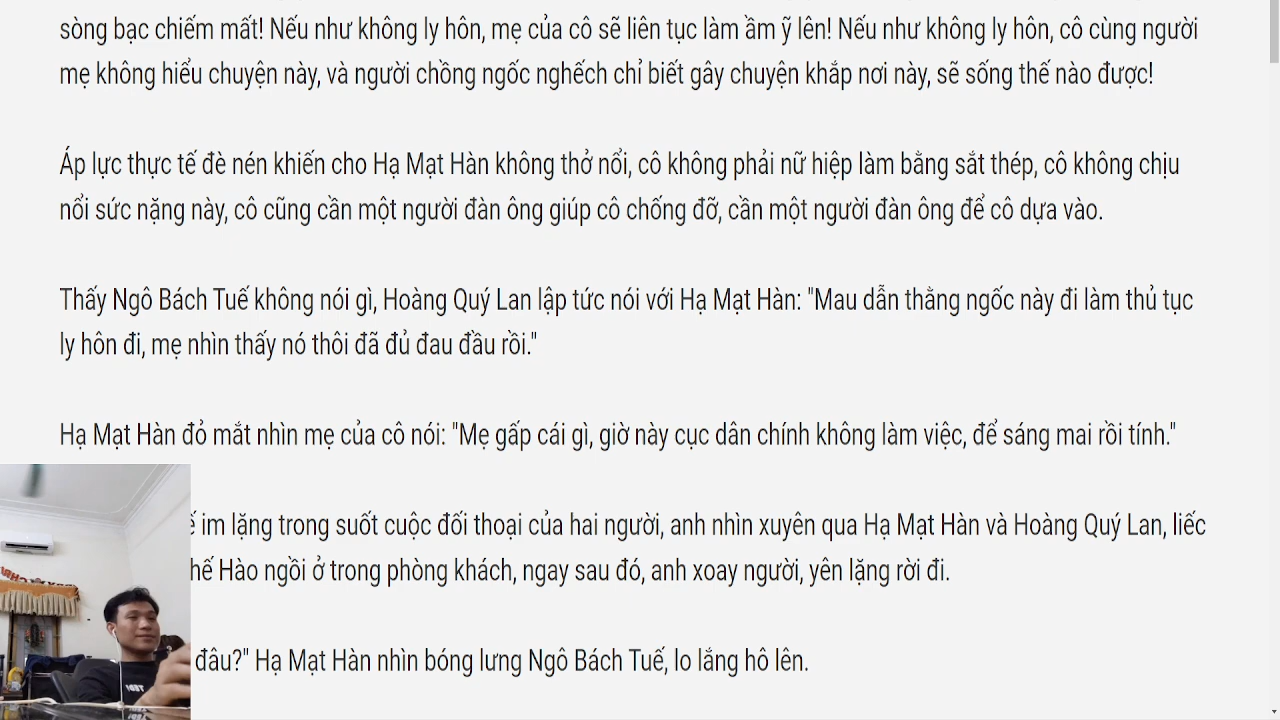 sòng bạc chiếm mất! Nếu như không ly hôn, mẹ của cô sẽ liên tục làm ầm ỹ lên! Nếu như không ly hôn, cô cùng người
mẹ không hiểu chuyện này, và người chồng ngốc nghếch chỉ biết gây chuyện khắp nơi này, sẽ sống thế nào được!
Áp lực thực tế đè nén khiến cho Hạ Mạt Hàn không thở nổi, cô không phải nữ hiệp làm bằng sắt thép, cô không chịu
nổi sức nặng này, cô cũng cần một người đàn ông giúp cô chống đỡ, cần một người đàn ông để cô dựa vào.
Thấy Ngô Bách Tuế không nói gì, Hoàng Quý Lan lập tức nói với Hạ Mạt Hàn: "Mau dẫn thằng ngốc này đi làm thủ tục
ly hôn đi, mẹ nhìn thấy nó thôi đã đủ đau đầu rồi."
Hạ Mạt Hàn đỏ mắt nhìn mẹ của cô nói: "Mẹ gấp cái gì, giờ này cục dân chính không làm việc, để sáng mai rồi tính."
im lặng trong suốt cuộc đối thoại của hai người, anh nhìn xuyên qua Hạ Mạt Hàn và Hoàng Quý Lan, liếc
hế Hào ngồi ở trong phòng khách, ngay sau đó, anh xoay người, yên lặng rời đi.
đâu?" Hạ Mạt Hàn nhìn bóng lưng Ngô Bách Tuế, lo lắng hô lên.